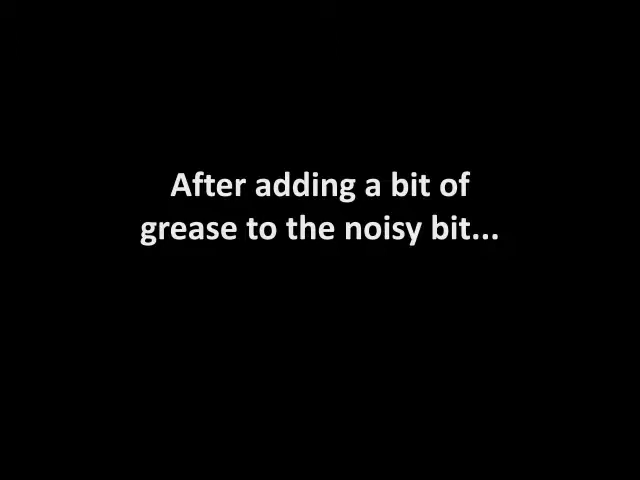 After adding a bit of
grease to the noisy bit...